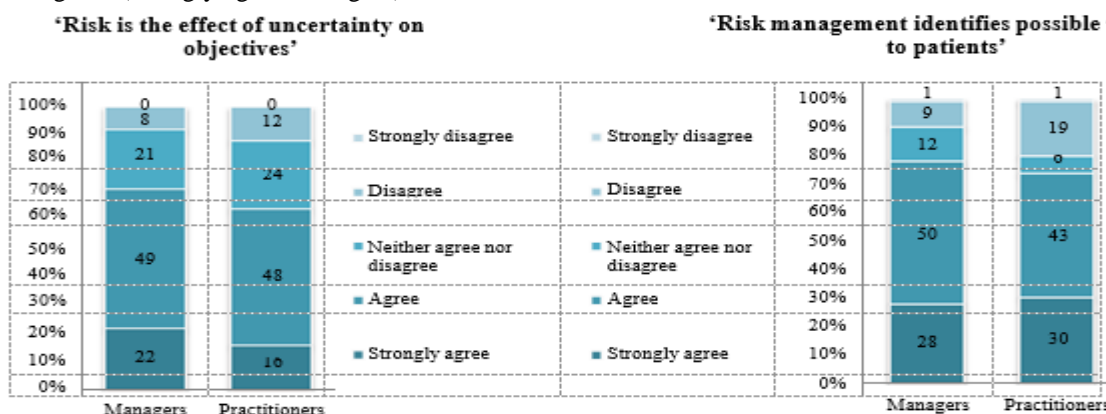 ‘Risk is the effect of uncertainty on
objectives’
100%
90%
80%
70%
60%
50%
40%
30%
20%
10%
0%
0
8
21
49
22
0
12
24
48
16
Managers
Practitioners
Strongly disagree
Disagree
Neither agree nor
disagree
Agree
Strongly agree
‘Risk management identifies possible
to patients’
Strongly disagree
Disagree
Neither agree nor
disagree
Agree
Strongly agree
100%
90%
80%
70%
60%
50%
40%
30%
20%
10%
0%
1
9
12
50
28
1
19
43
30
Managers
Practitioners